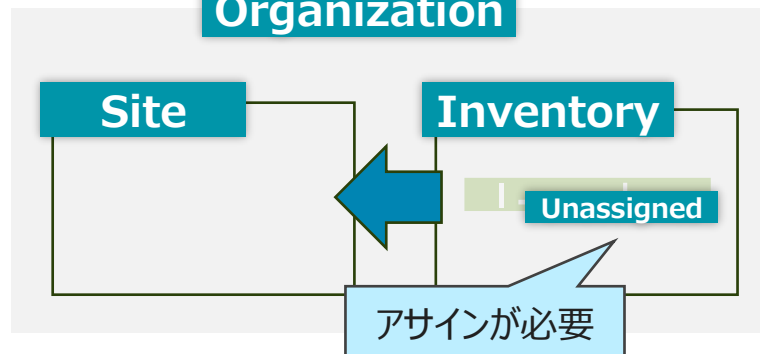 Organization
Site
Inventory
Unassigned
アサインが必要